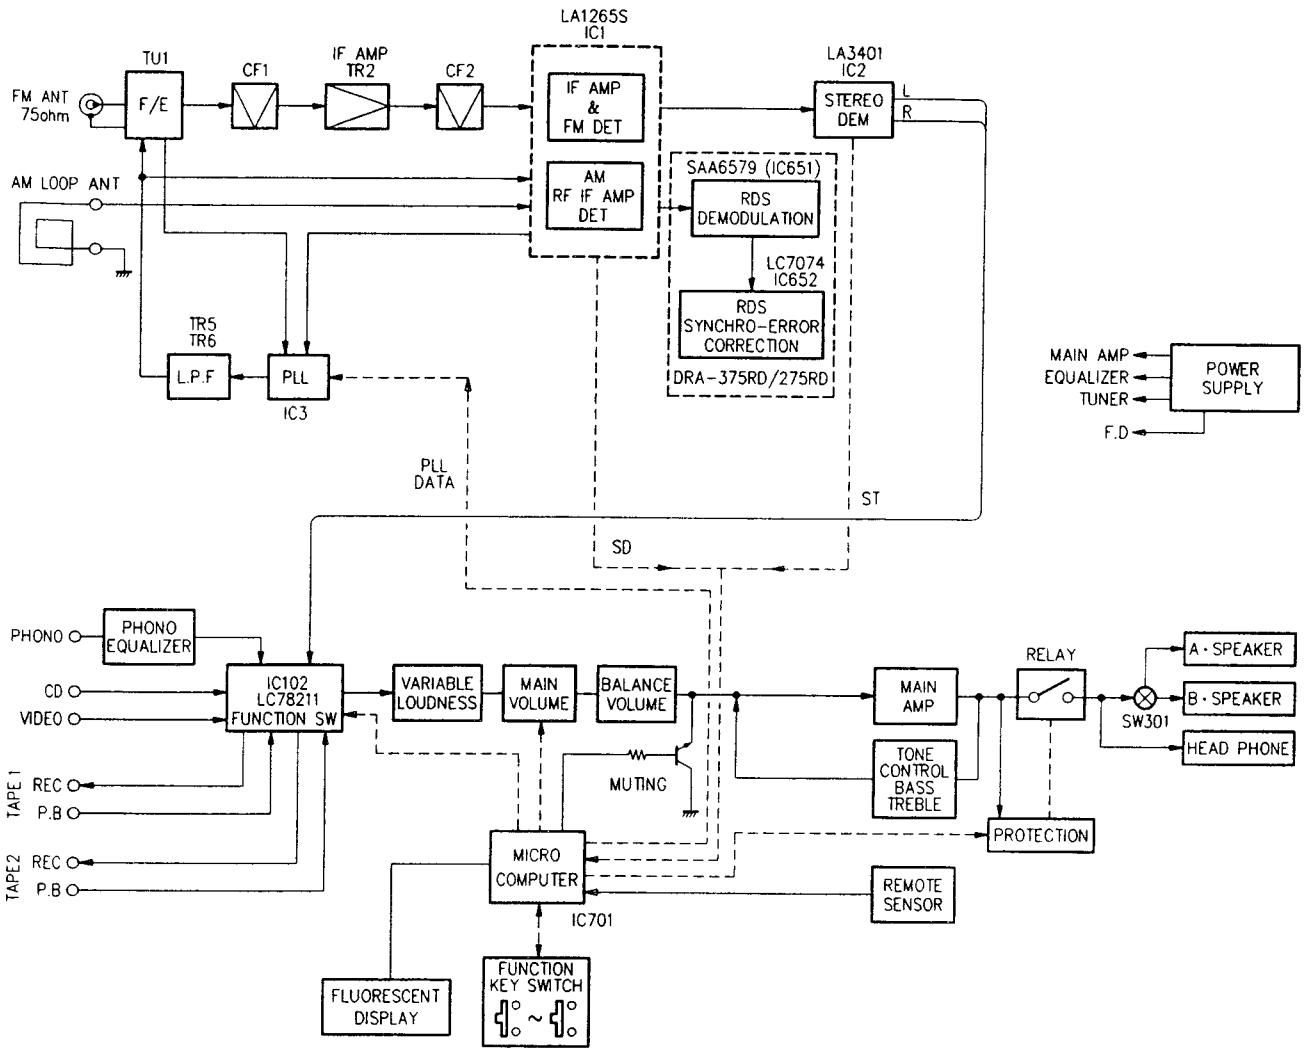 LA1265S
IC1
TU1
IF AMP
TR2
CF1
CF2
LA3401
IC2
FM ANT
75ohm
F/E
IF AMP
&
FM DET
STEREO
DEM
L
R
AM LOOP ANT
AM
RF IF AMP
DET
SAA6579 (IC651)
RDS
DEMODULATION
LC7074
IC652
RDS
SYNCHRO-ERROR
CORRECTION
DRA-375RD/275RD
TR5
TR6
L.P.F
PLL
IC3
MAIN AMP
EQUALIZER
TUNER
F.D
POWER
SUPPLY
PLL
DATA
ST
SD
PHONO
PHONO
EQUALIZER
CD
VIDEO
IC102
LC78211
FUNCTION SW
VARIABLE
LOUDNESS
MAIN
VOLUME
BALANCE
VOLUME
MAIN
AMP
RELAY
SW301
A · SPEAKER
B · SPEAKER
HEAD PHONE
MUTING
TONE
CONTROL
BASS
TREBLE
PROTECTION
TAPE 1
REC
P.B
TAPE2
REC
P.B
MICRO
COMPUTER
IC701
REMOTE
SENSOR
FLUORESCENT
DISPLAY
FUNCTION
KEY SWITCH
~